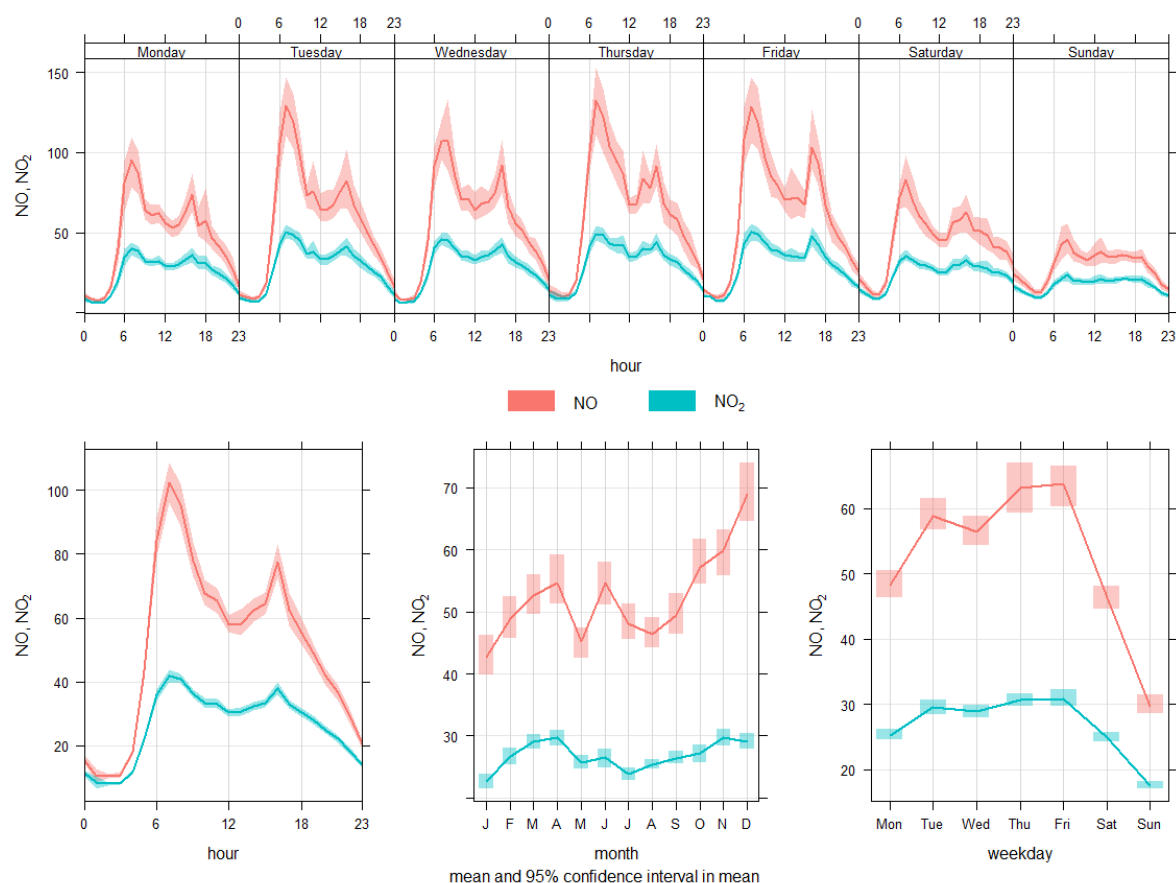 0 6 12 18 23 0 6 12 18 23 0 6 12 18 23
Monday Tuesday Wednesday Thursday Friday Saturday Sunday
NO, NO₂
150
100
50
0 6 12 18 23 0 6 12 18 23 0 6 12 18 23 0 6 12 18 23
hour
NO NO₂
NO, NO₂
100
80
60
40
20
0 6 12 18 23
hour
NO, NO₂
70
60
50
40
30
J F M A M J J A S O N D
month
NO, NO₂
60
50
40
30
20
Mon Tue Wed Thu Fri Sat Sun
weekday
mean and 95% confidence interval in mean